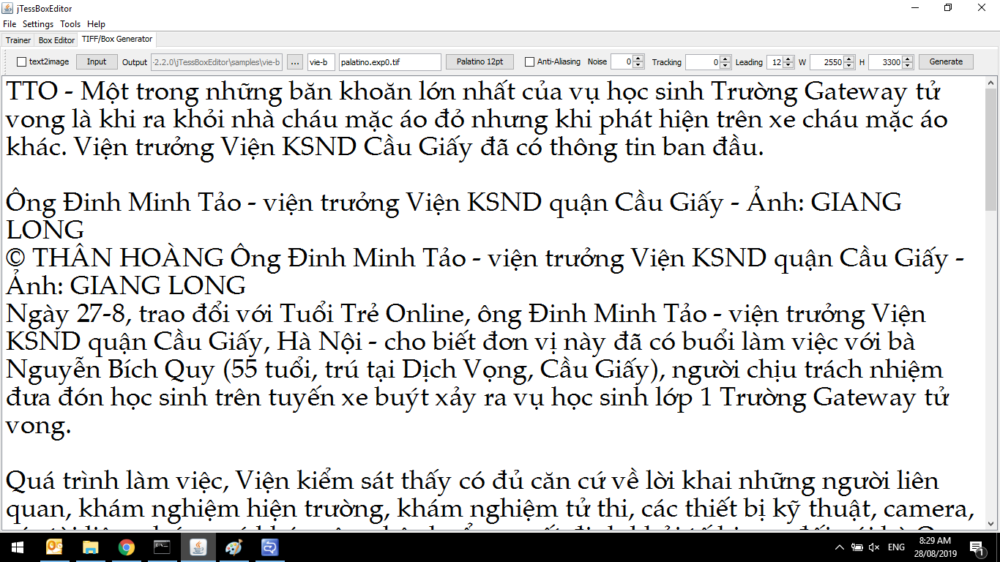 jTessBoxEditor
File Settings Tools Help
Trainer Box Editor TIFF/Box Generator
text2image Input Output -2.2.0\jTessBoxEditor\samples\vie-b ... vie-b palatino.exp0.tif Palatino 12pt Anti-Aliasing Noise 0 Tracking 0 Leading 12 W 2550 H 3300 Generate
TTO - Một trong những băn khoăn lớn nhất của vụ học sinh Trường Gateway tử
vong là khi ra khỏi nhà cháu mặc áo đỏ nhưng khi phát hiện trên xe cháu mặc áo
khác. Viện trưởng Viện KSND Cầu Giấy đã có thông tin ban đầu.
Ông Đinh Minh Tảo - viện trưởng Viện KSND quận Cầu Giấy - Ảnh: GIANG
LONG
© THÂN HOÀNG Ông Đinh Minh Tảo - viện trưởng Viện KSND quận Cầu Giấy -
Ảnh: GIANG LONG
Ngày 27-8, trao đổi với Tuổi Trẻ Online, ông Đinh Minh Tảo - viện trưởng Viện
KSND quận Cầu Giấy, Hà Nội - cho biết đơn vị này đã có buổi làm việc với bà
Nguyễn Bích Quy (55 tuổi, trú tại Dịch Vọng, Cầu Giấy), người chịu trách nhiệm
đưa đón học sinh trên tuyến xe buýt xảy ra vụ học sinh lớp 1 Trường Gateway tử
vong.
Quá trình làm việc, Viện kiểm sát thấy có đủ căn cứ về lời khai những người liên
quan, khám nghiệm hiện trường, khám nghiệm tử thi, các thiết bị kỹ thuật, camera,
ENG 8:29 AM
28/08/2019 1